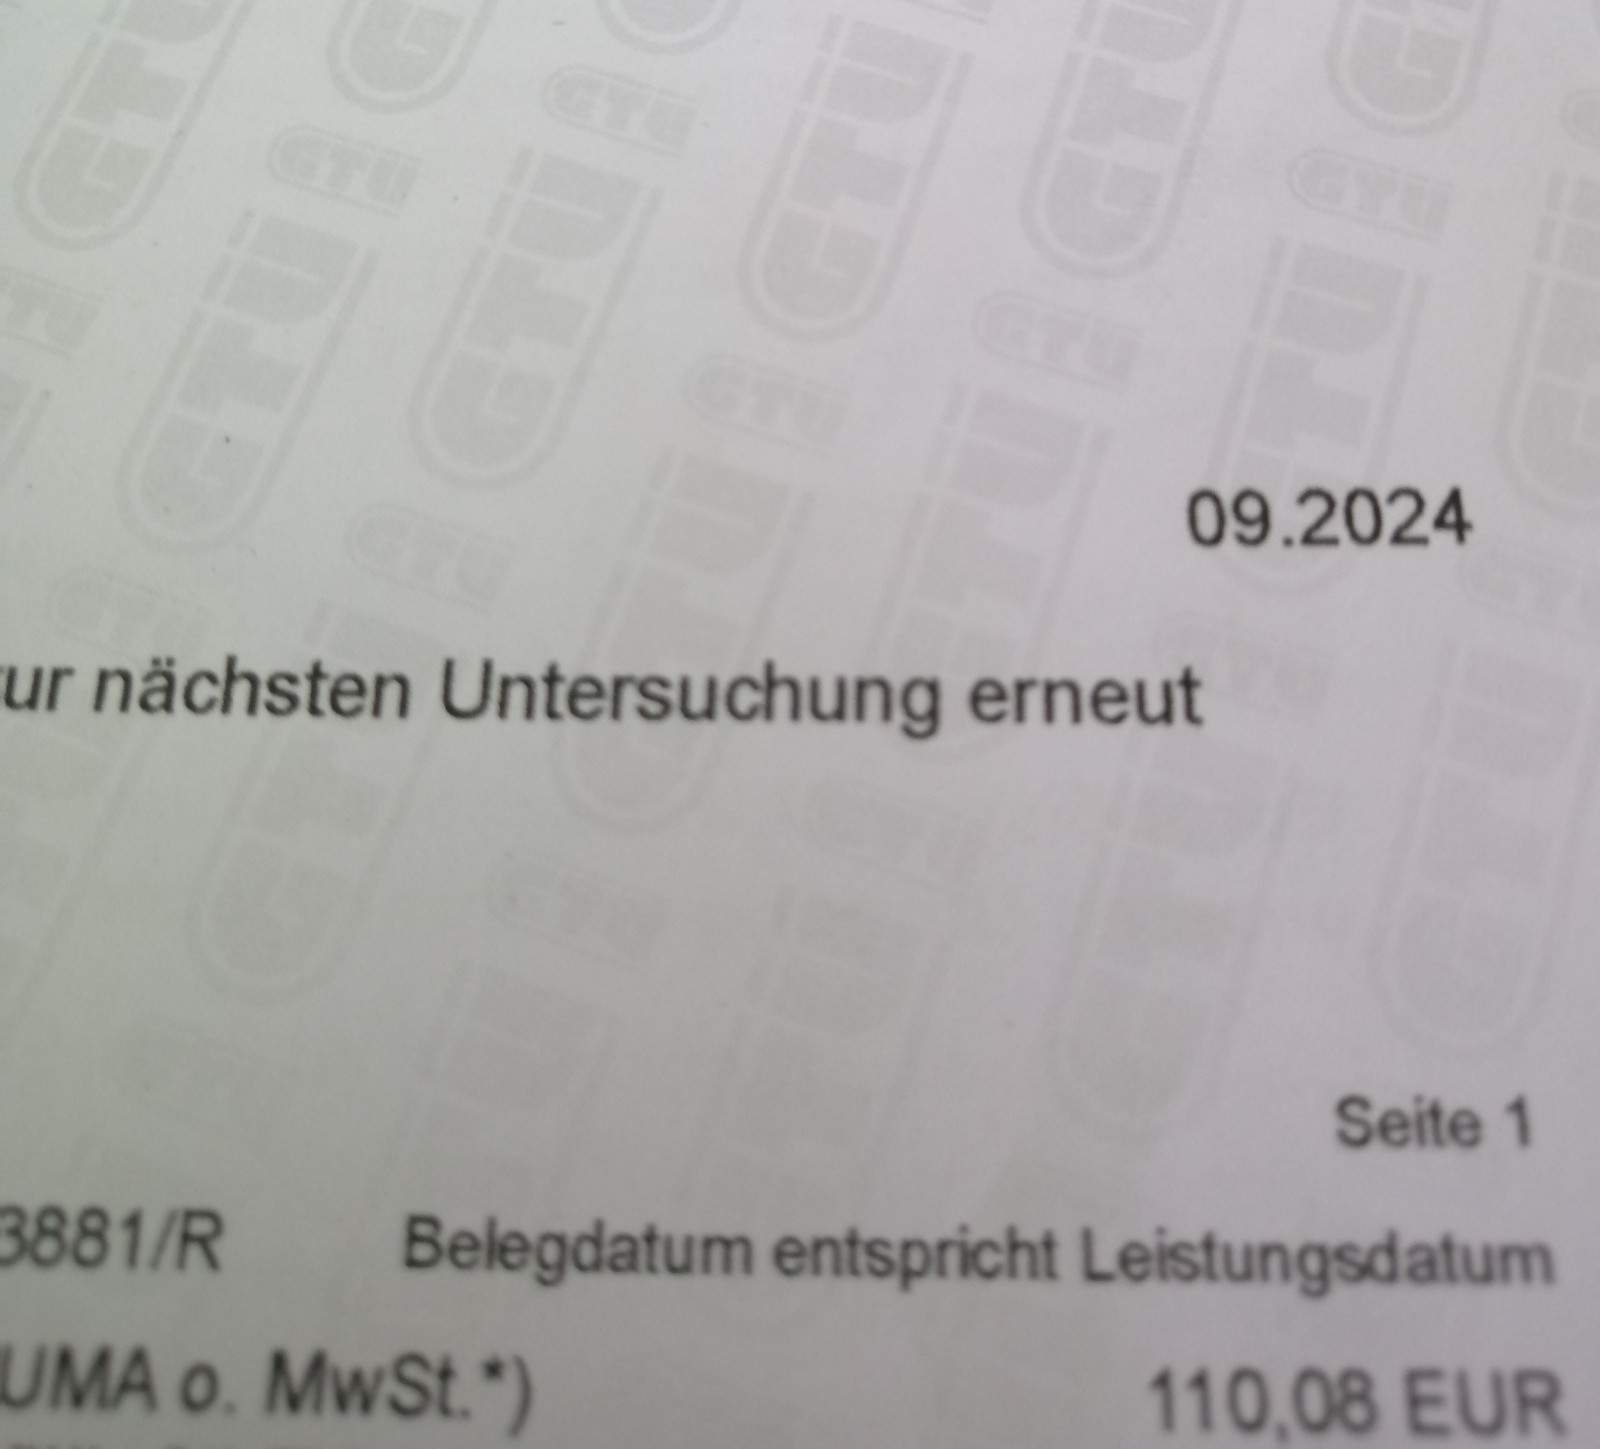 09.2024
ur nächsten Untersuchung erneut
Seite 1
3881/R Belegdatum entspricht Leistungsdatum
UMA o. MwSt.*) 110,08 EUR